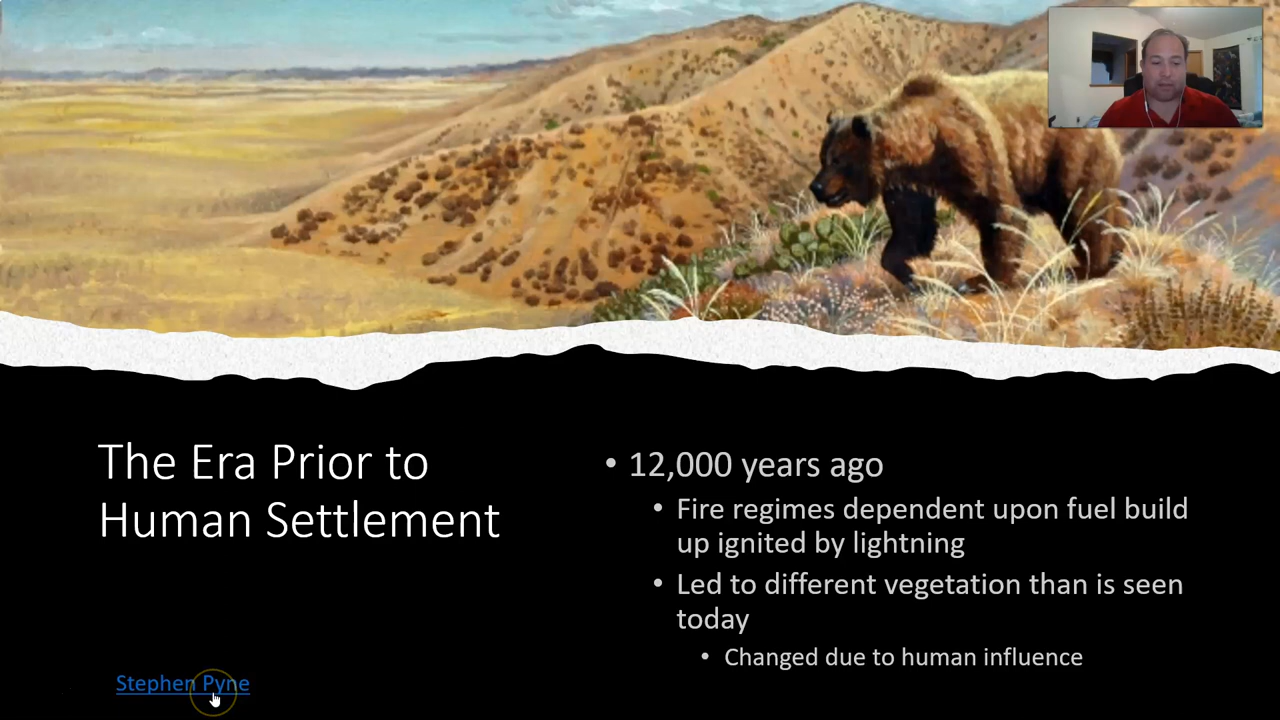 The Era Prior to
Human Settlement
• 12,000 years ago
• Fire regimes dependent upon fuel build
up ignited by lightning
• Led to different vegetation than is seen
today
• Changed due to human influence
Stephen Pyne